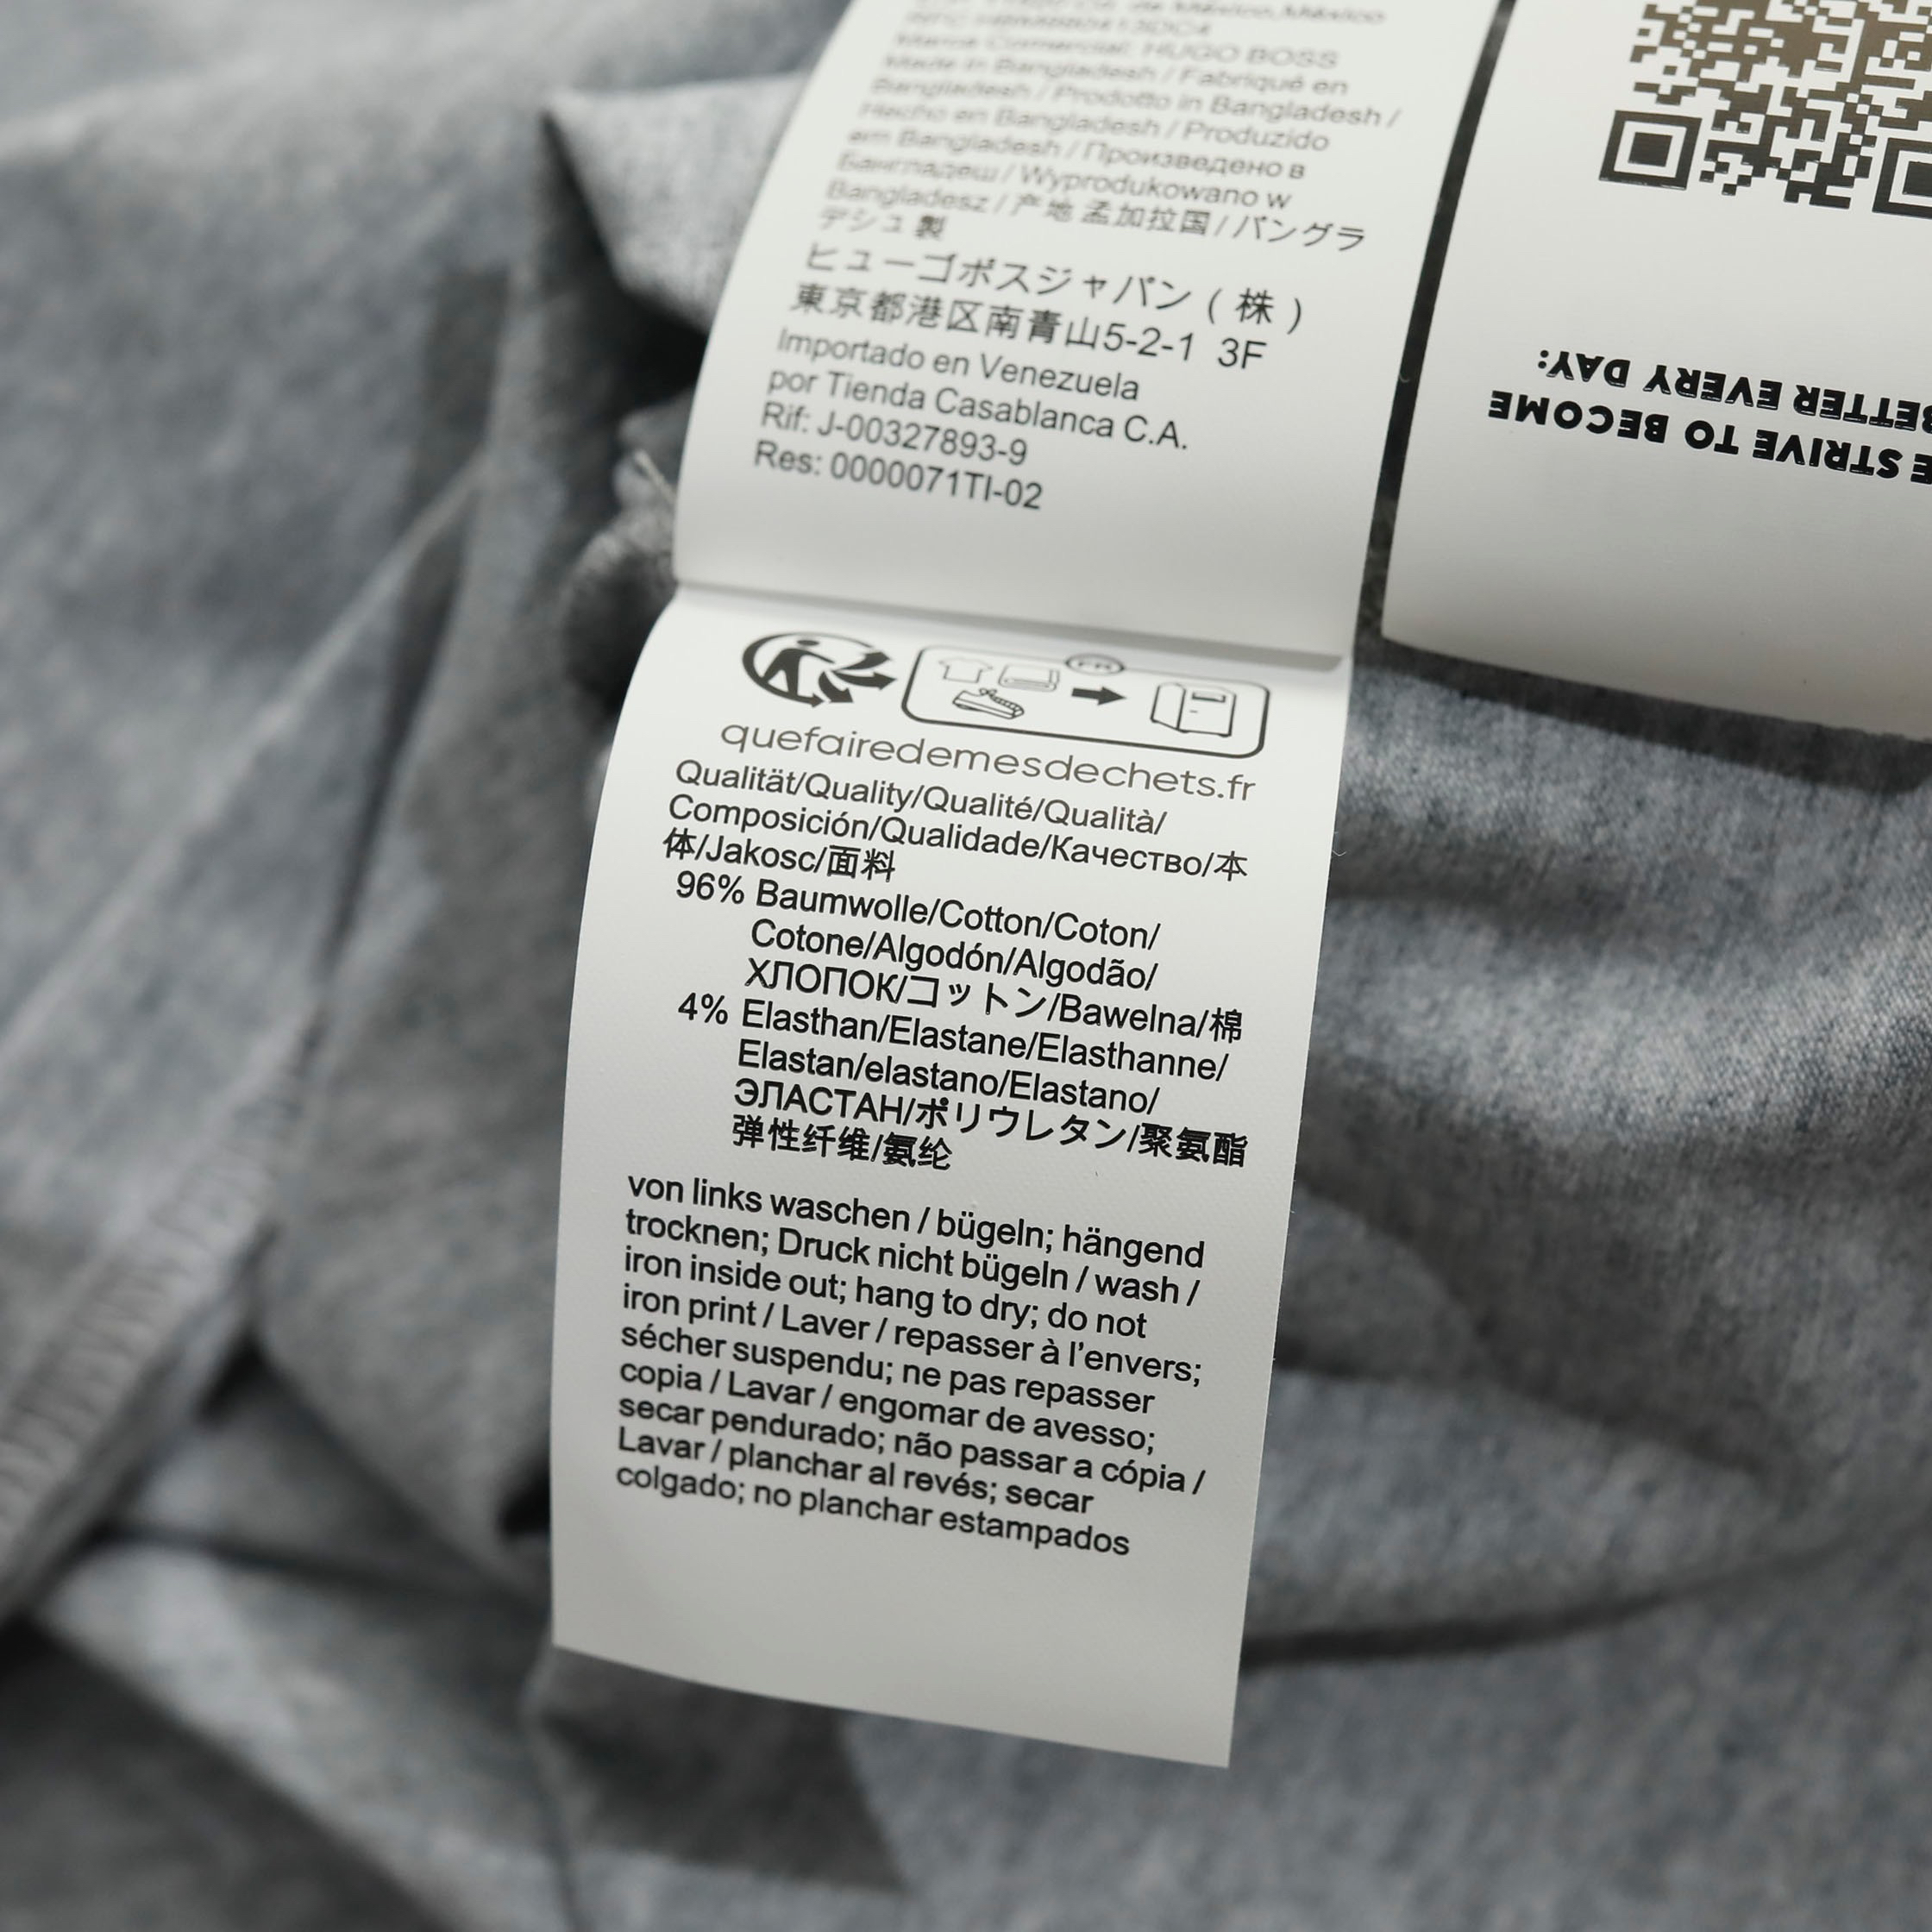 de México, México
Marca Comercial: HUGO BOSS
Made in Bangladesh / Fabriqué en
Bangladesh / Prodotto in Bangladesh /
Hecho en Bangladesh / Produzido
em Bangladesh / Произведено в
Бангладеш / Wyprodukowano w
Bangladesz / 产地 孟加拉国 / バングラ
デシュ 製
ヒューゴボスジャパン ( 株 )
東京都港区南青山5-2-1 3F
Importado en Venezuela
por Tienda Casablanca C.A.
Rif: J-00327893-9
Res: 0000071TI-02
FR
quefairedemesdechets.fr
Qualität/Quality/Qualité/Qualità/
Composición/Qualidade/Качество/本
体/Jakosc/面料
96% Baumwolle/Cotton/Coton/
Cotone/Algodón/Algodão/
ХЛОПОК/コットン/Bawelna/棉
4% Elasthan/Elastane/Elasthanne/
Elastan/elastano/Elastano/
ЭЛАСТАН/ポリウレタン/聚氨酯
弹性纤维/氨纶
von links waschen / bügeln; hängend
trocknen; Druck nicht bügeln / wash /
iron inside out; hang to dry; do not
iron print / Laver / repasser à l'envers;
sécher suspendu; ne pas repasser
copia / Lavar / engomar de avesso;
secar pendurado; não passar a cópia /
Lavar / planchar al revés; secar
colgado; no planchar estampados
STRIVE TO BECOME
BETTER EVERY DAY: